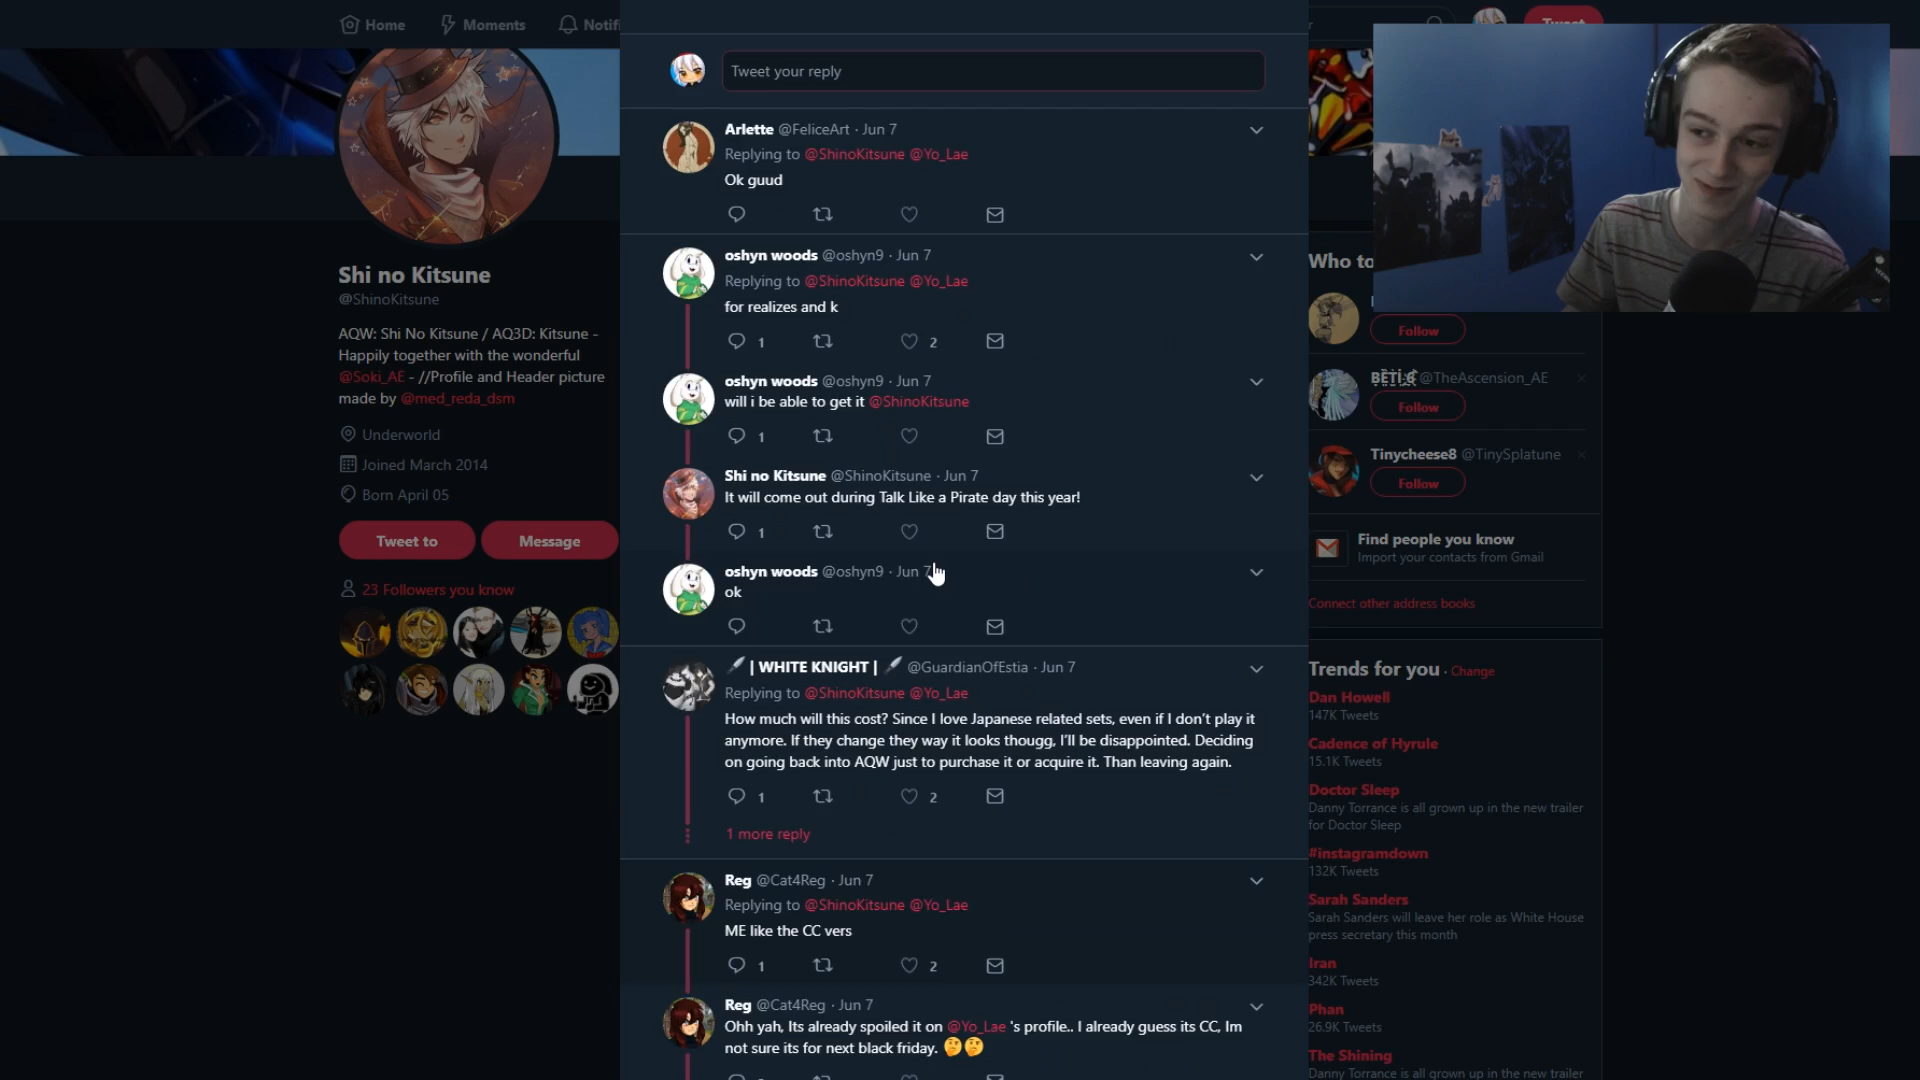 Home
Moments
Tweet
Tweet your reply
Shi no Kitsune
@ShinoKitsune
AQW: Shi No Kitsune / AQ3D: Kitsune -
Happily together with the wonderful
@Soki_AE - //Profile and Header picture
made by @med_reda_dsm
Underworld
Joined March 2014
Born April 05
Tweet to
Message
23 Followers you know
Arlette @FeliceArt · Jun 7
Replying to @ShinoKitsune @Yo_Lae
Ok guud
oshyn woods @oshyn9 · Jun 7
Replying to @ShinoKitsune @Yo_Lae
for realizes and k
1 2
oshyn woods @oshyn9 · Jun 7
will i be able to get it @ShinoKitsune
1
Shi no Kitsune @ShinoKitsune · Jun 7
It will come out during Talk Like a Pirate day this year!
1
oshyn woods @oshyn9 · Jun 7
ok
| WHITE KNIGHT | @GuardianOfEstia · Jun 7
Replying to @ShinoKitsune @Yo_Lae
How much will this cost? Since I love Japanese related sets, even if I don't play it
anymore. If they change they way it looks thougg, I'll be disappointed. Deciding
on going back into AQW just to purchase it or acquire it. Than leaving again.
1 2
1 more reply
Reg @Cat4Reg · Jun 7
Replying to @ShinoKitsune @Yo_Lae
ME like the CC vers
1 2
Reg @Cat4Reg · Jun 7
Ohh yah, Its already spoiled it on @Yo_Lae 's profile.. I already guess its CC, Im
not sure its for next black friday. 🤔🤔
Who to
Follow
@TheAscension_AE
Follow
Tinycheese8 @TinySplatune
Follow
Find people you know
Import your contacts from Gmail
Connect other address books
Trends for you · Change
Dan Howell
147K Tweets
Cadence of Hyrule
15.1K Tweets
Doctor Sleep
Danny Torrance is all grown up in the new trailer
for Doctor Sleep
#instagramdown
132K Tweets
Sarah Sanders
Sarah Sanders will leave her role as White House
press secretary this month
Iran
342K Tweets
Phan
26.9K Tweets
The Shining
Danny Torrance is all grown up in the new trailer